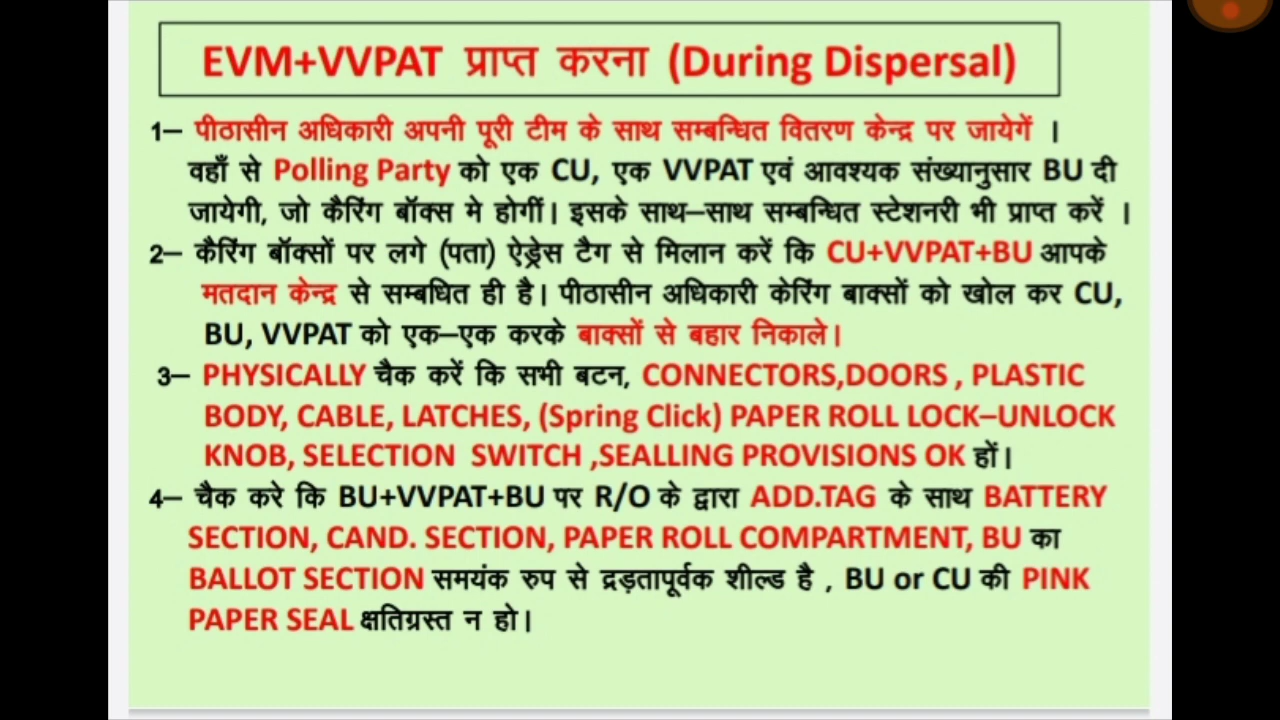 EVM+VVPAT प्राप्त करना (During Dispersal)
1– पीठासीन अधिकारी अपनी पूरी टीम के साथ सम्बन्धित वितरण केन्द्र पर जायेगें ।
वहाँ से Polling Party को एक CU, एक VVPAT एवं आवश्यक संख्यानुसार BU दी
जायेगी, जो कैरिंग बॉक्स मे होगीं। इसके साथ–साथ सम्बन्धित स्टेशनरी भी प्राप्त करें ।
2– कैरिंग बॉक्सों पर लगे (पता) ऐड्रेस टैग से मिलान करें कि CU+VVPAT+BU आपके
मतदान केन्द्र से सम्बधित ही है। पीठासीन अधिकारी केरिंग बाक्सों को खोल कर CU,
BU, VVPAT को एक–एक करके बाक्सों से बहार निकाले।
3– PHYSICALLY चैक करें कि सभी बटन, CONNECTORS,DOORS , PLASTIC
BODY, CABLE, LATCHES, (Spring Click) PAPER ROLL LOCK–UNLOCK
KNOB, SELECTION SWITCH ,SEALLING PROVISIONS OK हों।
4– चैक करे कि BU+VVPAT+BU पर R/O के द्वारा ADD.TAG के साथ BATTERY
SECTION, CAND. SECTION, PAPER ROLL COMPARTMENT, BU का
BALLOT SECTION समयंक रुप से द्रड़तापूर्वक शील्ड है , BU or CU की PINK
PAPER SEAL क्षतिग्रस्त न हो।